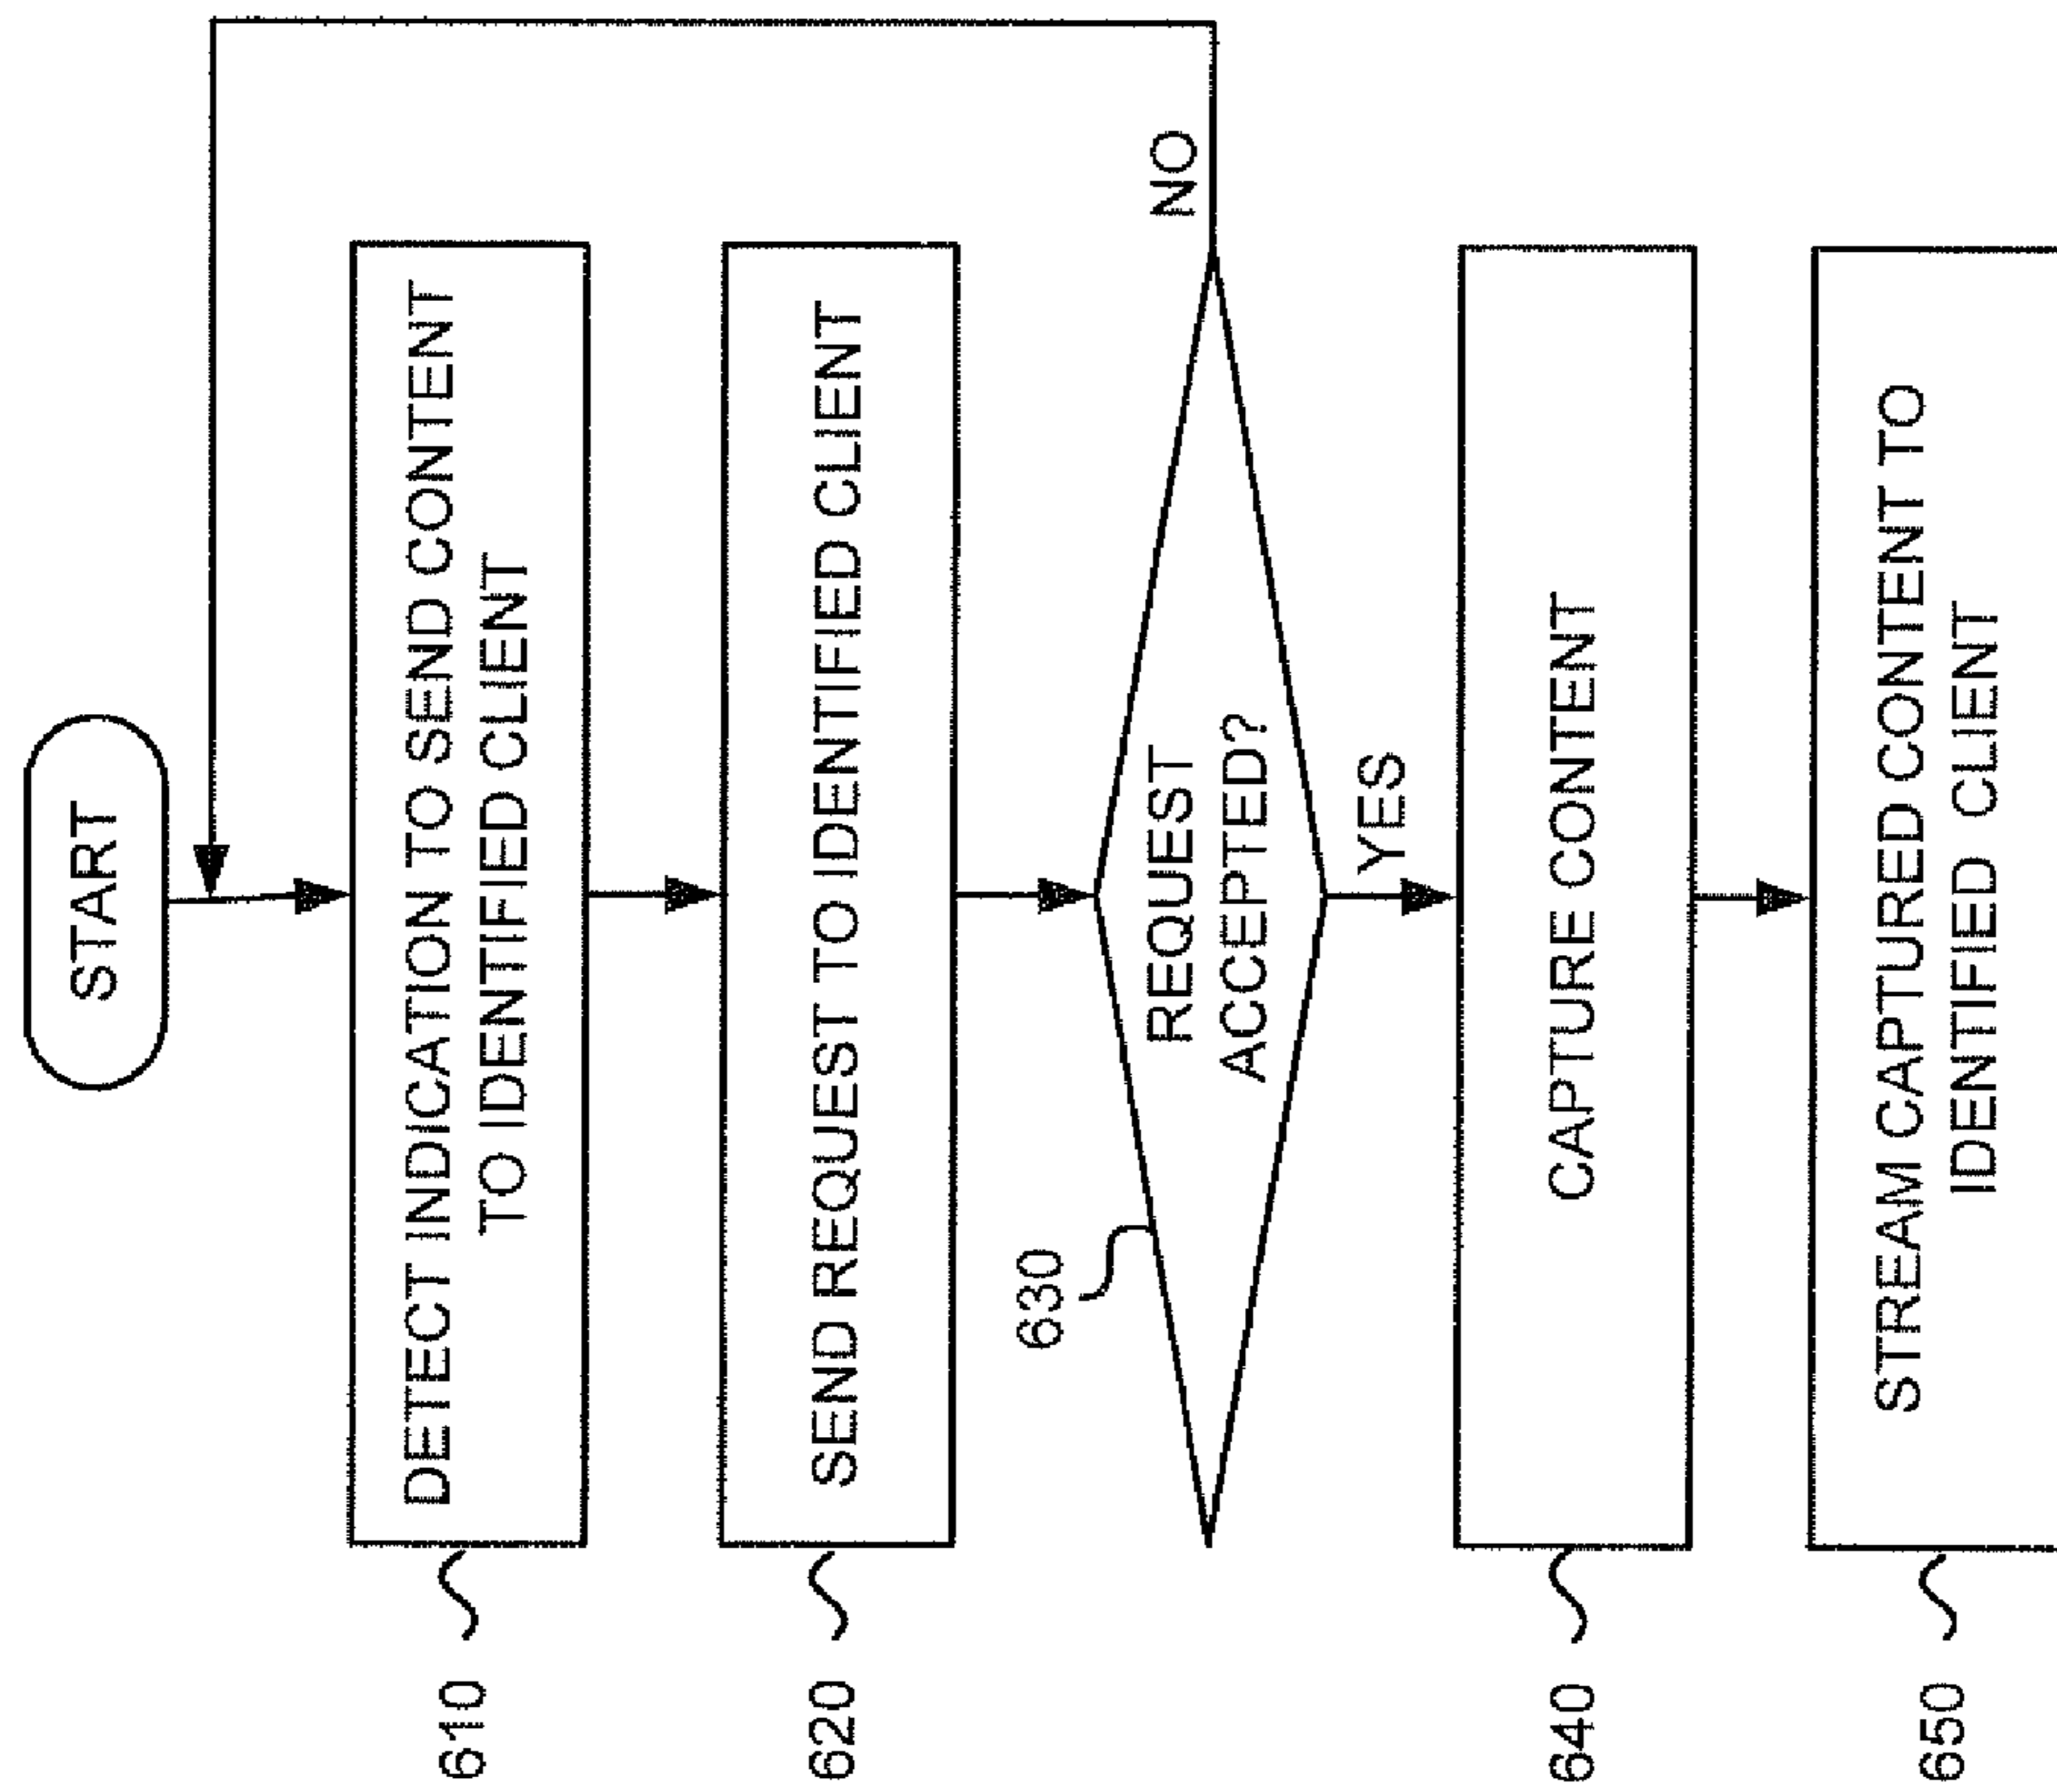 START
610
DETECT INDICATION TO SEND CONTENT
TO IDENTIFIED CLIENT
620
SEND REQUEST TO IDENTIFIED CLIENT
630
REQUEST
ACCEPTED?
NO
YES
640
CAPTURE CONTENT
650
STREAM CAPTURED CONTENT TO
IDENTIFIED CLIENT